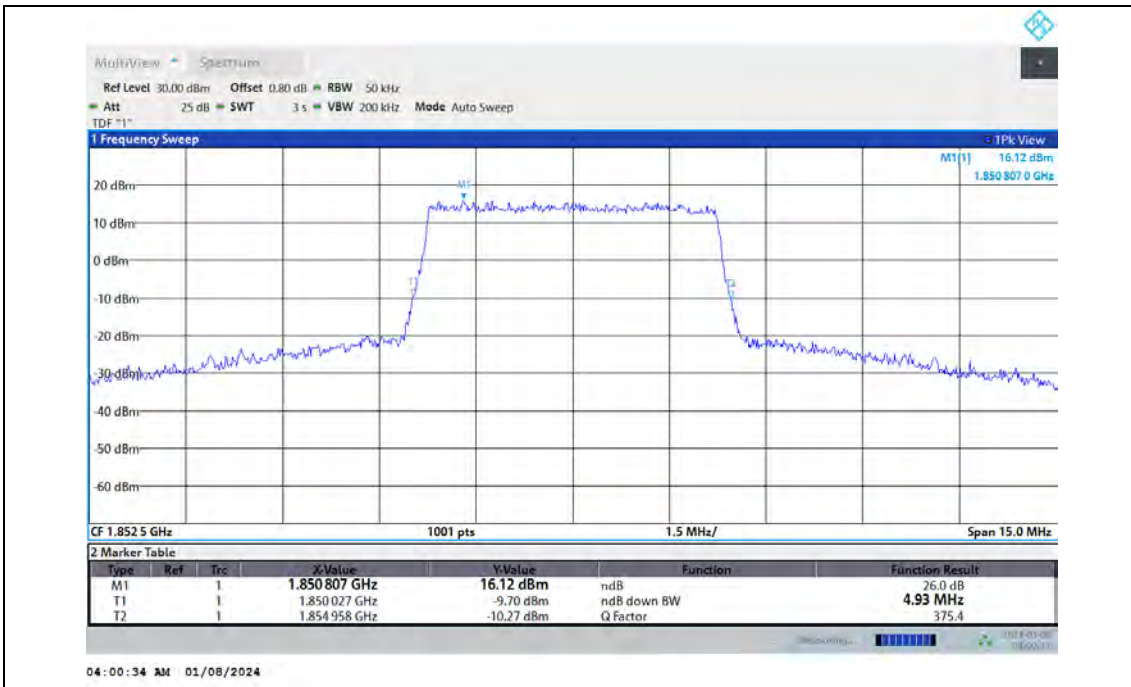 MultiView Spectrum
Ref Level 30.00 dBm Offset 0.80 dB RBW 50 kHz
Att 25 dB SWT 3 s VBW 200 kHz Mode Auto Sweep
TDF "1"
1 Frequency Sweep 1Pk View
M1[1] 16.12 dBm
1.850 807 0 GHz
M1
20 dBm
10 dBm
0 dBm
T1
-10 dBm
-20 dBm
-30 dBm
-40 dBm
-50 dBm
-60 dBm
CF 1.852 5 GHz 1001 pts 1.5 MHz/ Span 15.0 MHz
2 Marker Table
Type Ref Trc X-Value Y-Value Function Function Result
M1 1 1.850 807 GHz 16.12 dBm ndB 26.0 dB
T1 1 1.850 027 GHz -9.70 dBm ndB down BW 4.93 MHz
T2 1 1.854 958 GHz -10.27 dBm Q Factor 375.4
Measuring...
04:00:34 AM 01/08/2024